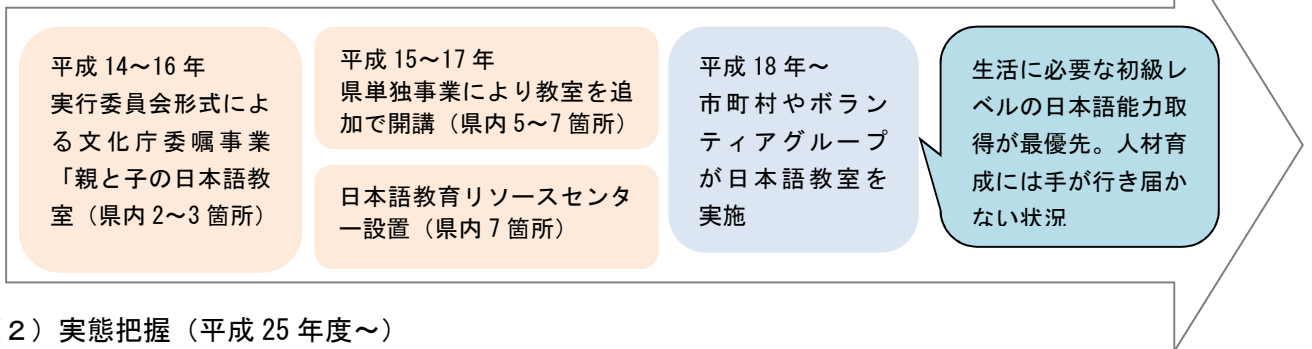 平成 14～16 年
実行委員会形式によ
る文化庁委嘱事業
「親と子の日本語教
室（県内 2～3 箇所）
平成 15～17 年
県単独事業により教室を追
加で開講（県内 5～7 箇所）
日本語教育リソースセンタ
ー設置（県内 7 箇所）
平成 18 年～
市町村やボラン
ティアグループ
が日本語教室を
実施
生活に必要な初級レ
ベルの日本語能力取
得が最優先。人材育
成には手が行き届か
ない状況
２）実態把握（平成 25 年度～）